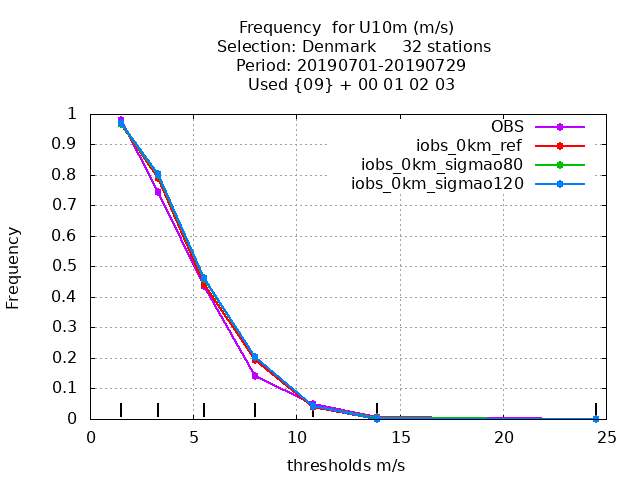 Frequency  for U10m (m/s)
Selection: Denmark     32 stations
Period: 20190701-20190729
Used {09} + 00 01 02 03
OBS
iobs_0km_ref
iobs_0km_sigmao80
iobs_0km_sigmao120
1
0.9
0.8
0.7
0.6
0.5
0.4
0.3
0.2
0.1
0
Frequency
0 5 10 15 20 25
thresholds m/s